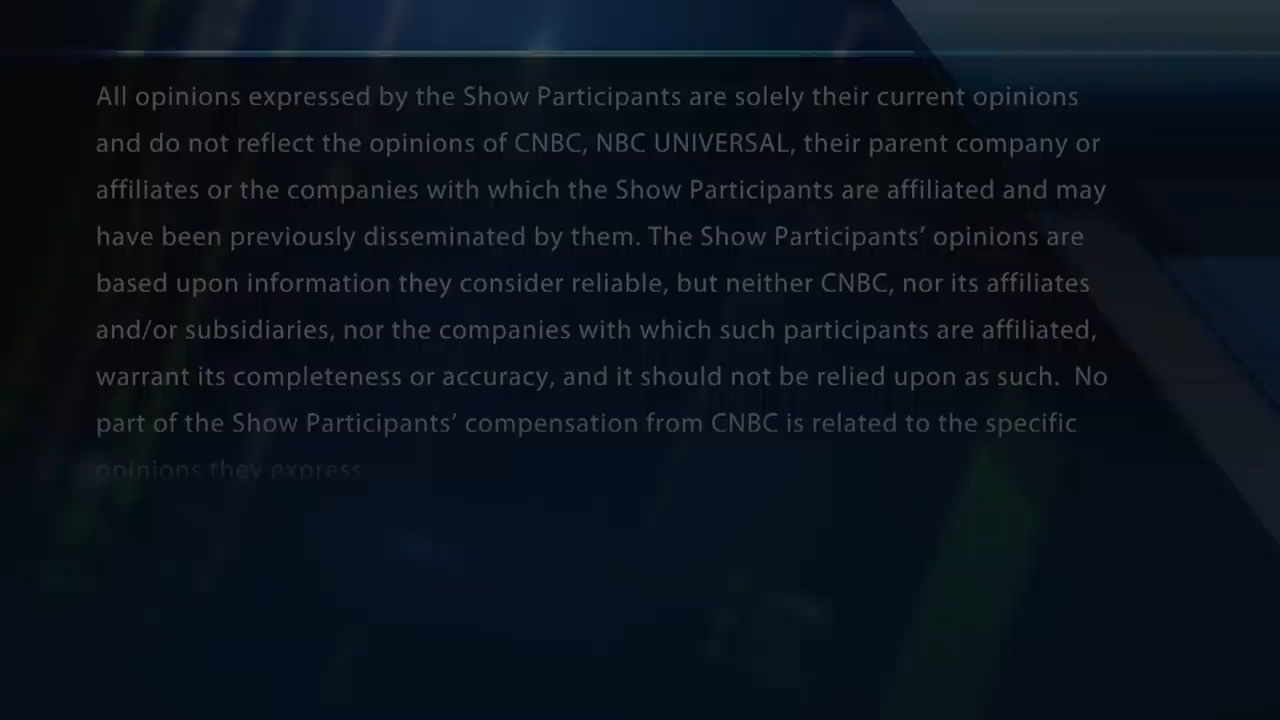 All opinions expressed by the Show Participants are solely their current opinions
and do not reflect the opinions of CNBC, NBC UNIVERSAL, their parent company or
affiliates or the companies with which the Show Participants are affiliated and may
have been previously disseminated by them. The Show Participants’ opinions are
based upon information they consider reliable, but neither CNBC, nor its affiliates
and/or subsidiaries, nor the companies with which such participants are affiliated,
warrant its completeness or accuracy, and it should not be relied upon as such.  No
part of the Show Participants’ compensation from CNBC is related to the specific
opinions they express.